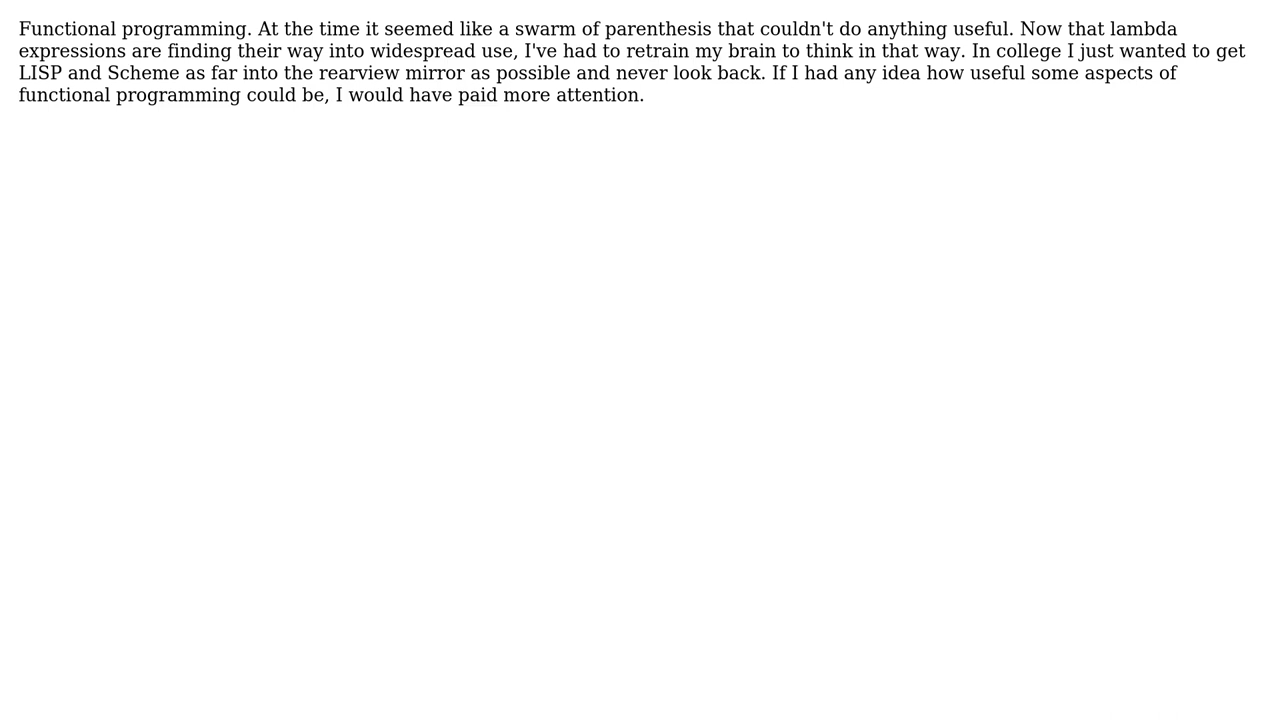 Functional programming. At the time it seemed like a swarm of parenthesis that couldn't do anything useful. Now that lambda
expressions are finding their way into widespread use, I've had to retrain my brain to think in that way. In college I just wanted to get
LISP and Scheme as far into the rearview mirror as possible and never look back. If I had any idea how useful some aspects of
functional programming could be, I would have paid more attention.